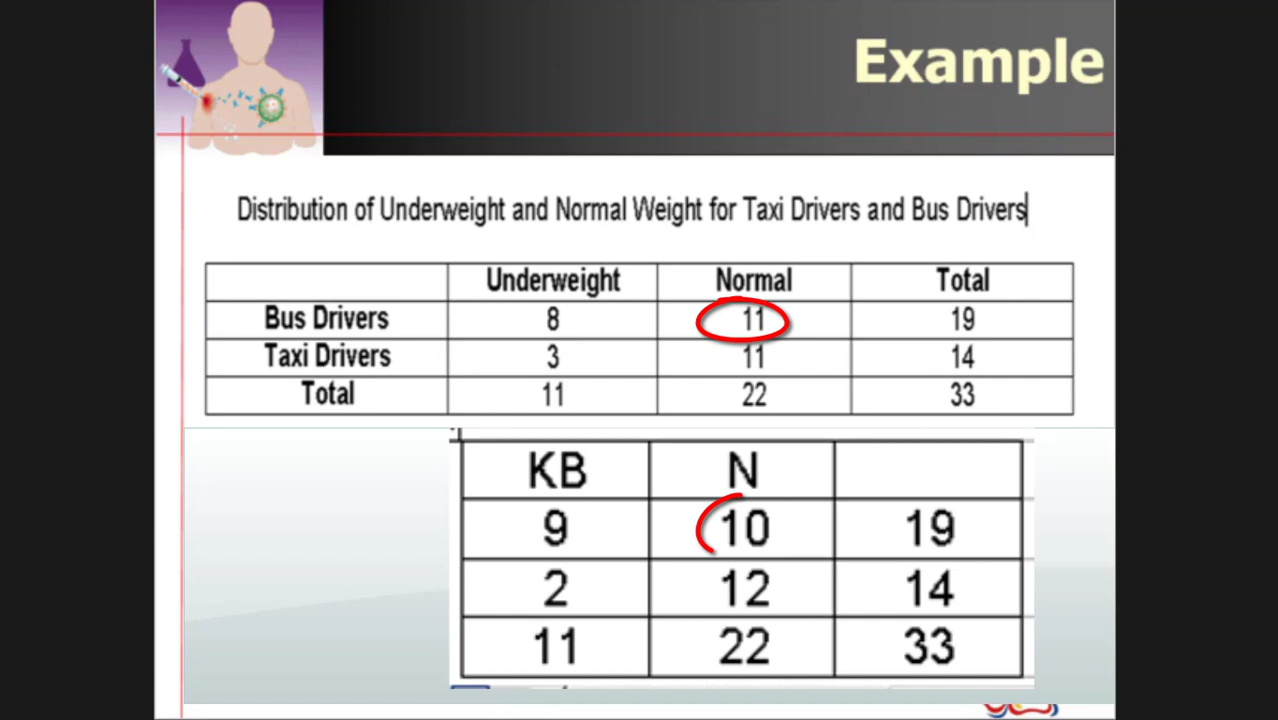 Example
Distribution of Underweight and Normal Weight for Taxi Drivers and Bus Drivers
Underweight Normal Total
Bus Drivers 8 11 19
Taxi Drivers 3 11 14
Total 11 22 33
KB N
9 10 19
2 12 14
11 22 33